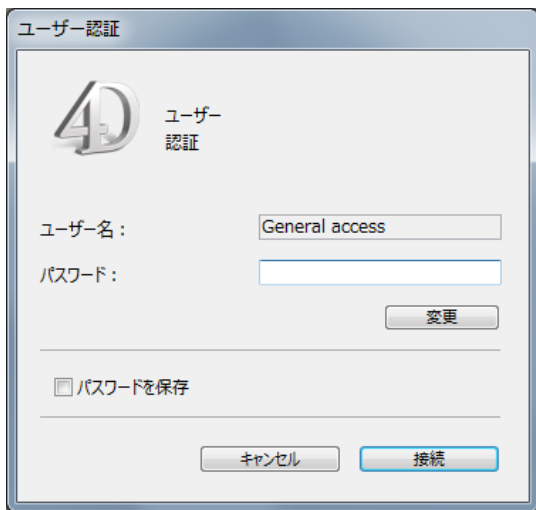 ユーザー認証
4D
ユーザー
認証
ユーザー名：
General access
パスワード：
変更
パスワードを保存
キャンセル
接続